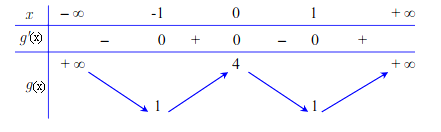 x − ∞ -1 0 1 + ∞
g'(x) − 0 + 0 − 0 +
+ ∞ 4 + ∞
g(x)
1 1